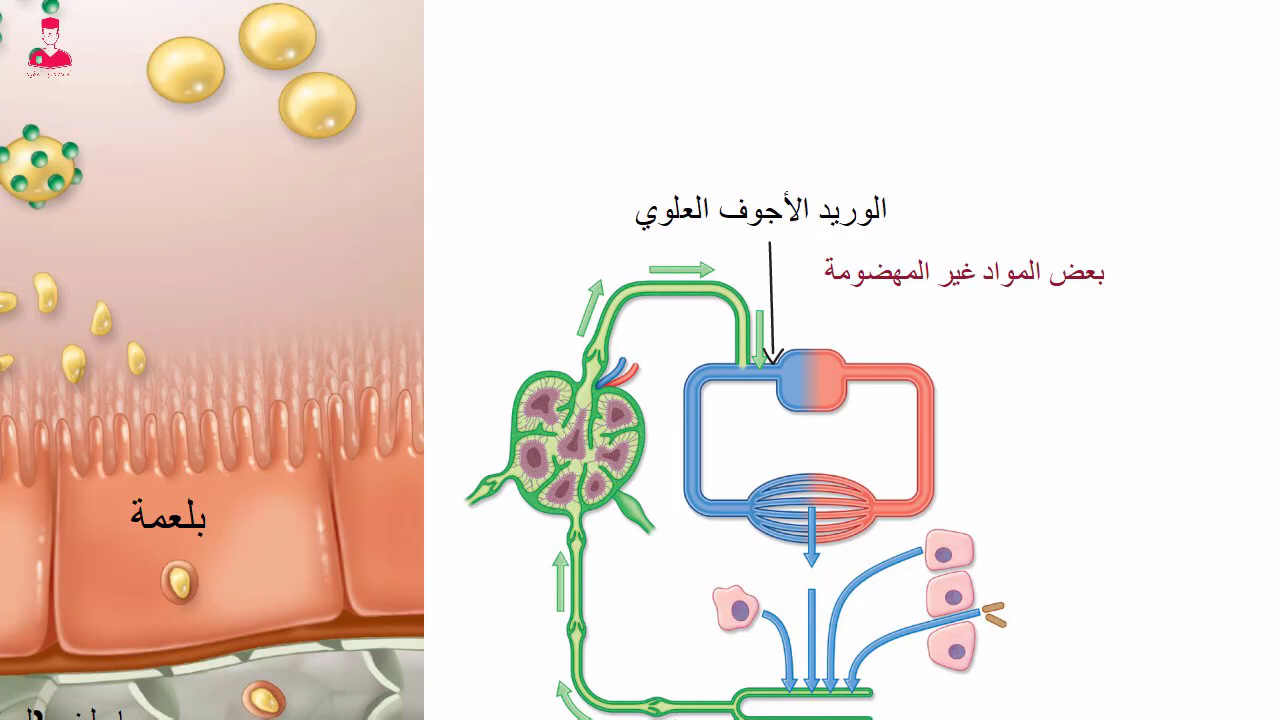 الوريد الأجوف العلوي
بعض المواد غير المهضومة
بلعمة